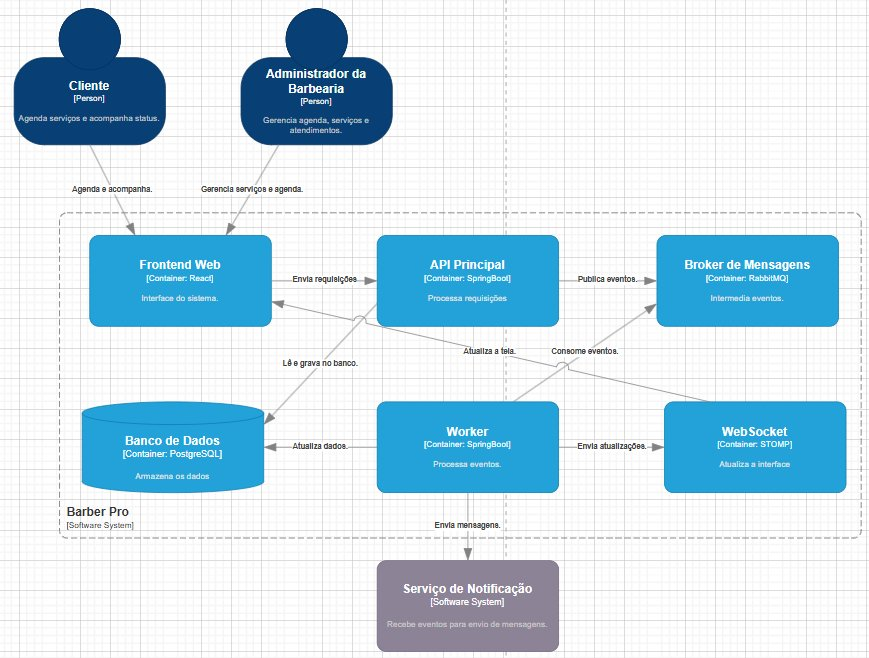 Cliente
[Person]
Agenda serviços e acompanha status.
Administrador da
Barbearia
[Person]
Gerencia agenda, serviços e
atendimentos.
Agenda e acompanha.
Gerencia serviços e agenda.
Frontend Web
[Container: React]
Interface do sistema.
Envia requisições
API Principal
[Container: SpringBoot]
Processa requisições
Publica eventos.
Broker de Mensagens
[Container: RabbitMQ]
Intermedia eventos.
Lê e grava no banco.
Atualiza a tela.
Consome eventos.
Banco de Dados
[Container: PostgreSQL]
Armazena os dados
Atualiza dados.
Worker
[Container: SpringBoot]
Processa eventos.
Envia atualizações.
WebSocket
[Container: STOMP]
Atualiza a interface
Barber Pro
[Software System]
Envia mensagens.
Serviço de Notificação
[Software System]
Recebe eventos para envio de mensagens.